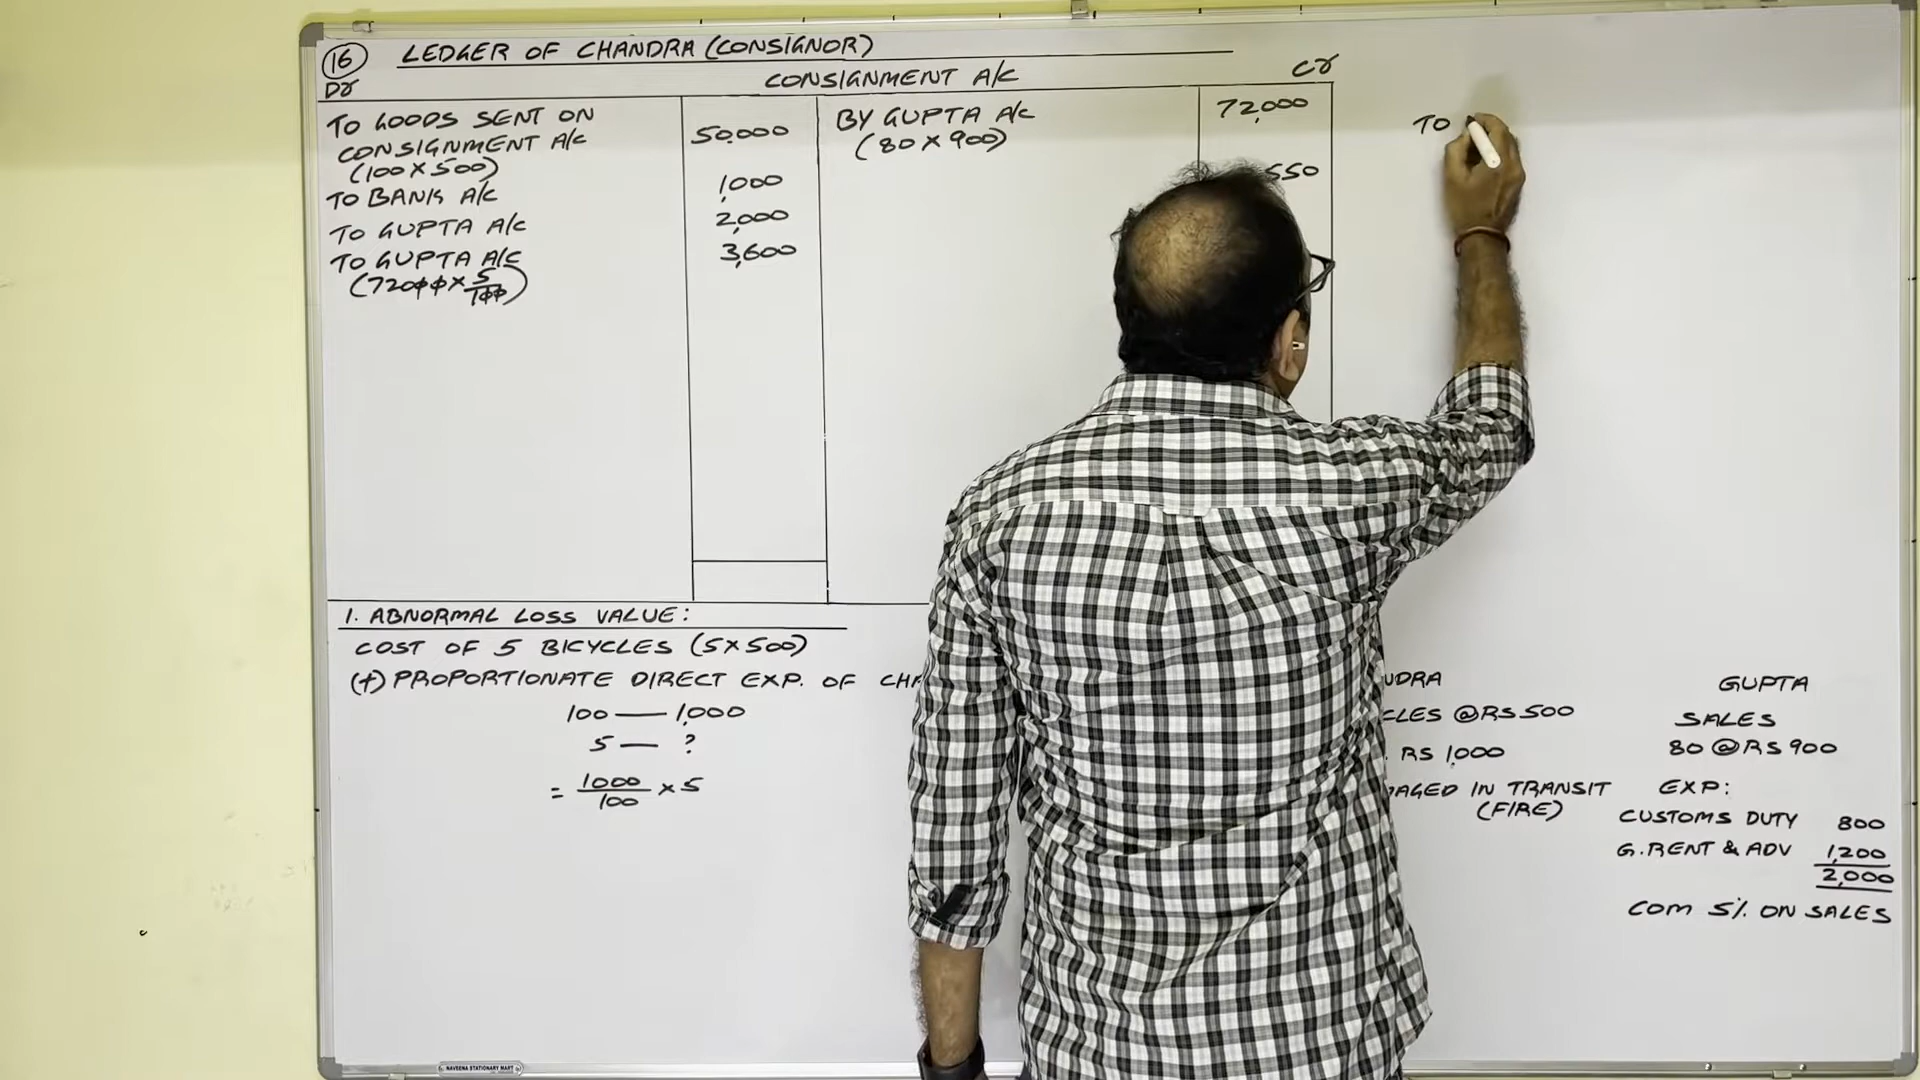 16 LEDGER OF CHANDRA (CONSIGNOR)
Dr CONSIGNMENT A/c Cr
TO GOODS SENT ON
CONSIGNMENT A/c 50,000
(100 X 500)
TO BANK A/c 1,000
TO GUPTA A/c 2,000
TO GUPTA A/c 3,600
(72000 X 5/100)
BY GUPTA A/c 72,000
(80 X 900)
550
TO
1. ABNORMAL LOSS VALUE:
COST OF 5 BICYCLES (5X500)
(+) PROPORTIONATE DIRECT EXP. OF
100 — 1,000
5 — ?
= 1000/100 X 5
@RS 500
RS 1,000
IN TRANSIT
(FIRE)
GUPTA
SALES
80 @RS 900
EXP:
CUSTOMS DUTY 800
G.RENT & ADV 1,200
2,000
COM 5% ON SALES
NAVEENA STATIONARY MART